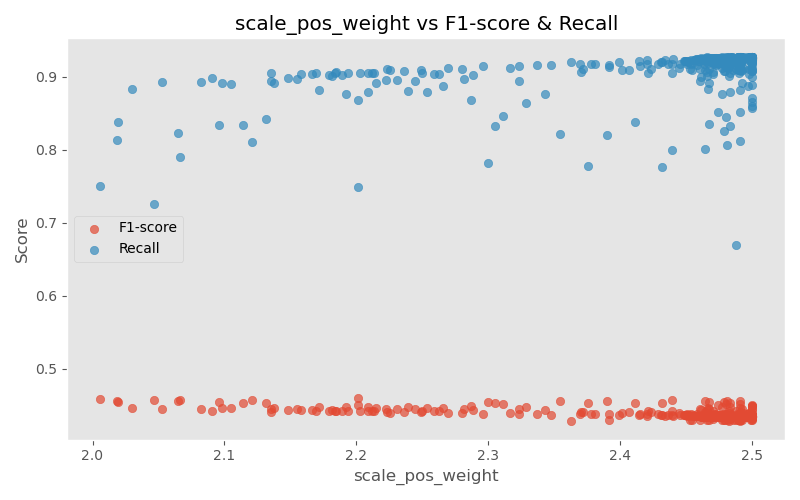 scale_pos_weight vs F1-score & Recall
Score
0.9
0.8
0.7
0.6
0.5
F1-score
Recall
2.0 2.1 2.2 2.3 2.4 2.5
scale_pos_weight